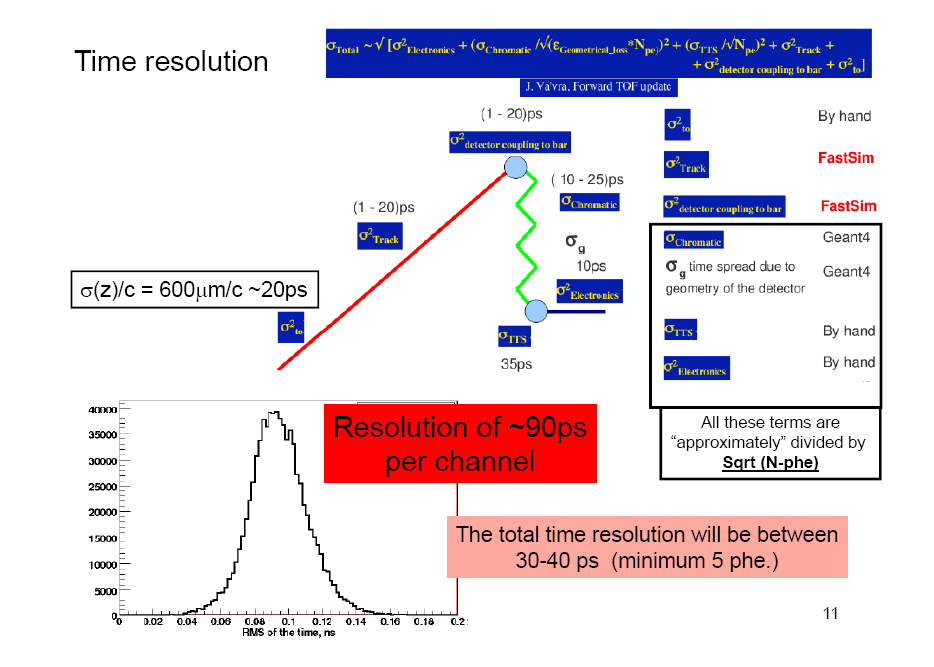 Time resolution
σTotal ~ √ [σ²Electronics + (σChromatic /√(εGeometrical_loss*Npe))² + (σTTS /√Npe)² + σ²Track +
+ σ²detector coupling to bar + σ²to]
J. Va'vra, Forward TOF update
(1 - 20)ps
σ²detector coupling to bar
( 10 - 25)ps
σChromatic
(1 - 20)ps
σ²Track
σg
10ps
σ²Electronics
σ(z)/c = 600μm/c ~20ps
σ²to
σTTS
35ps
σ²to By hand
σ²Track FastSim
σ²detector coupling to bar FastSim
σChromatic Geant4
σg time spread due to Geant4
geometry of the detector
σTTS By hand
σ²Electronics By hand
All these terms are
“approximately” divided by
Sqrt (N-phe)
Resolution of ~90ps
per channel
The total time resolution will be between
30-40 ps (minimum 5 phe.)
40000
35000
30000
25000
20000
15000
10000
5000
0
0 0.02 0.04 0.06 0.08 0.1 0.12 0.14 0.16 0.18 0.2
RMS of the time, ns
11